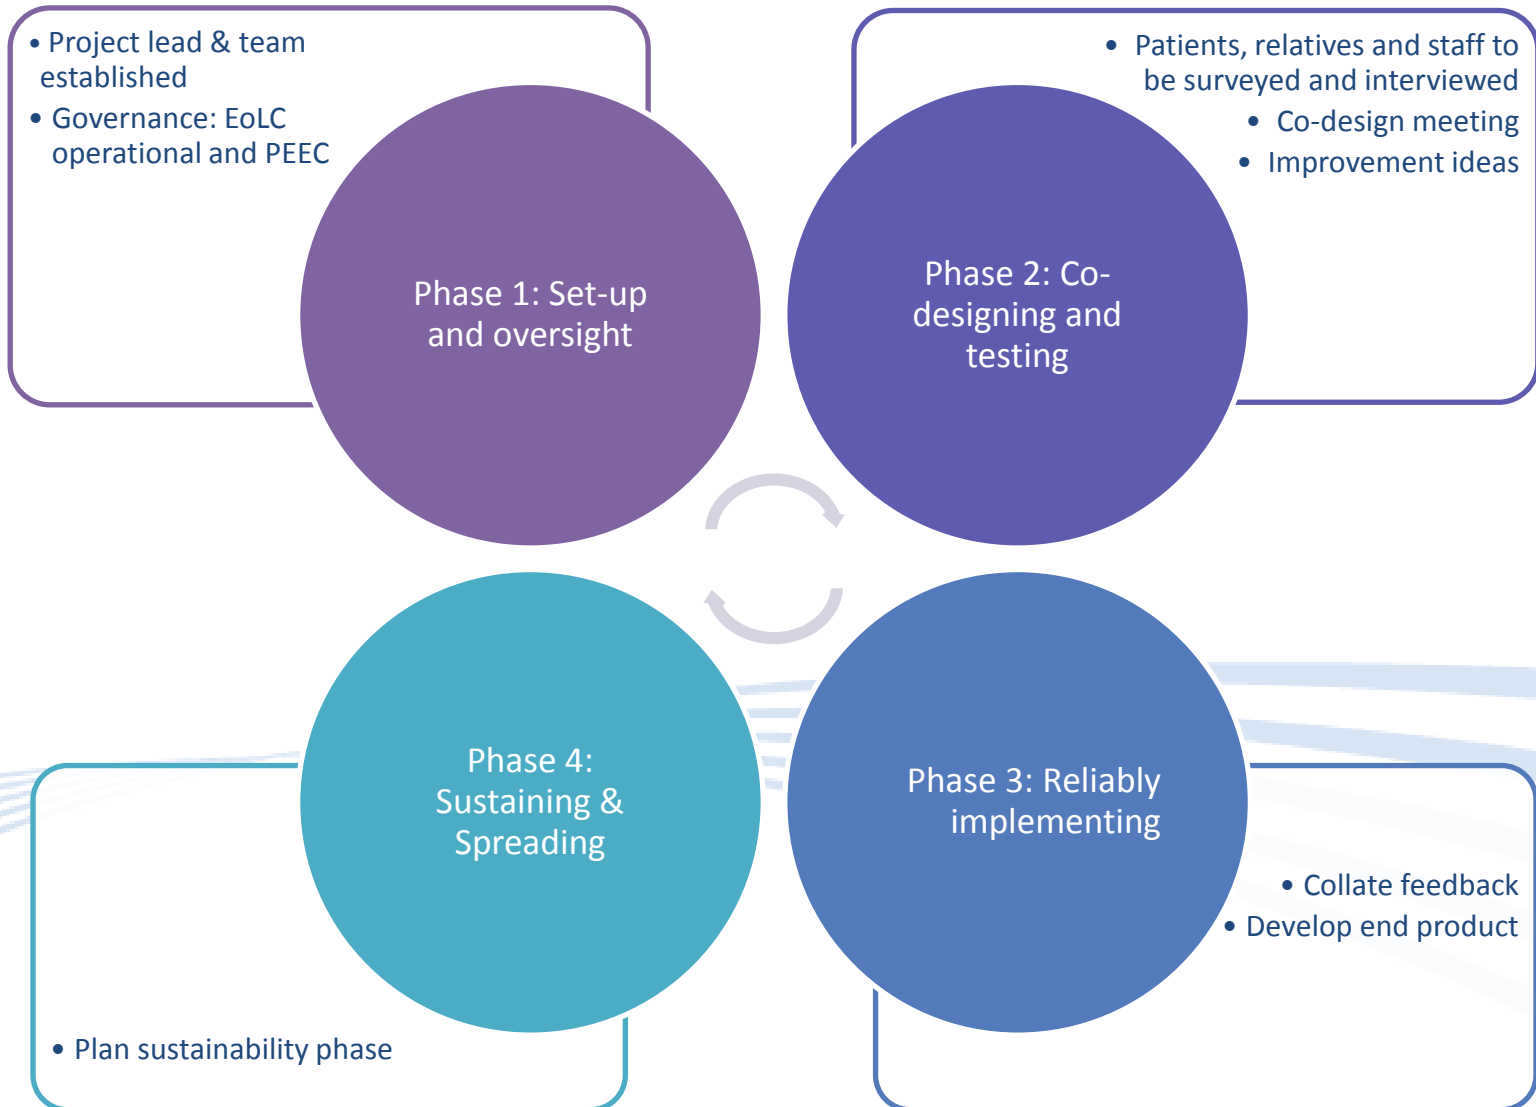 • Project lead & team
established
• Governance: EoLC
operational and PEEC
Phase 1: Set-up
and oversight
• Patients, relatives and staff to
be surveyed and interviewed
• Co-design meeting
• Improvement ideas
Phase 2: Co-
designing and
testing
Phase 3: Reliably
implementing
• Collate feedback
• Develop end product
Phase 4:
Sustaining &
Spreading
• Plan sustainability phase